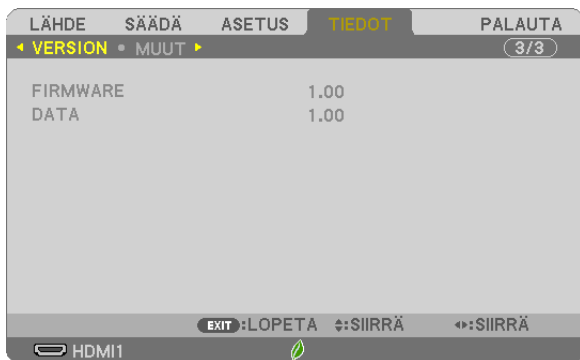 LÄHDE SÄÄDÄ ASETUS TIEDOT PALAUTA
VERSION • MUUT 3/3
FIRMWARE 1.00
DATA 1.00
EXIT :LOPETA :SIIRRÄ :SIIRRÄ
HDMI1